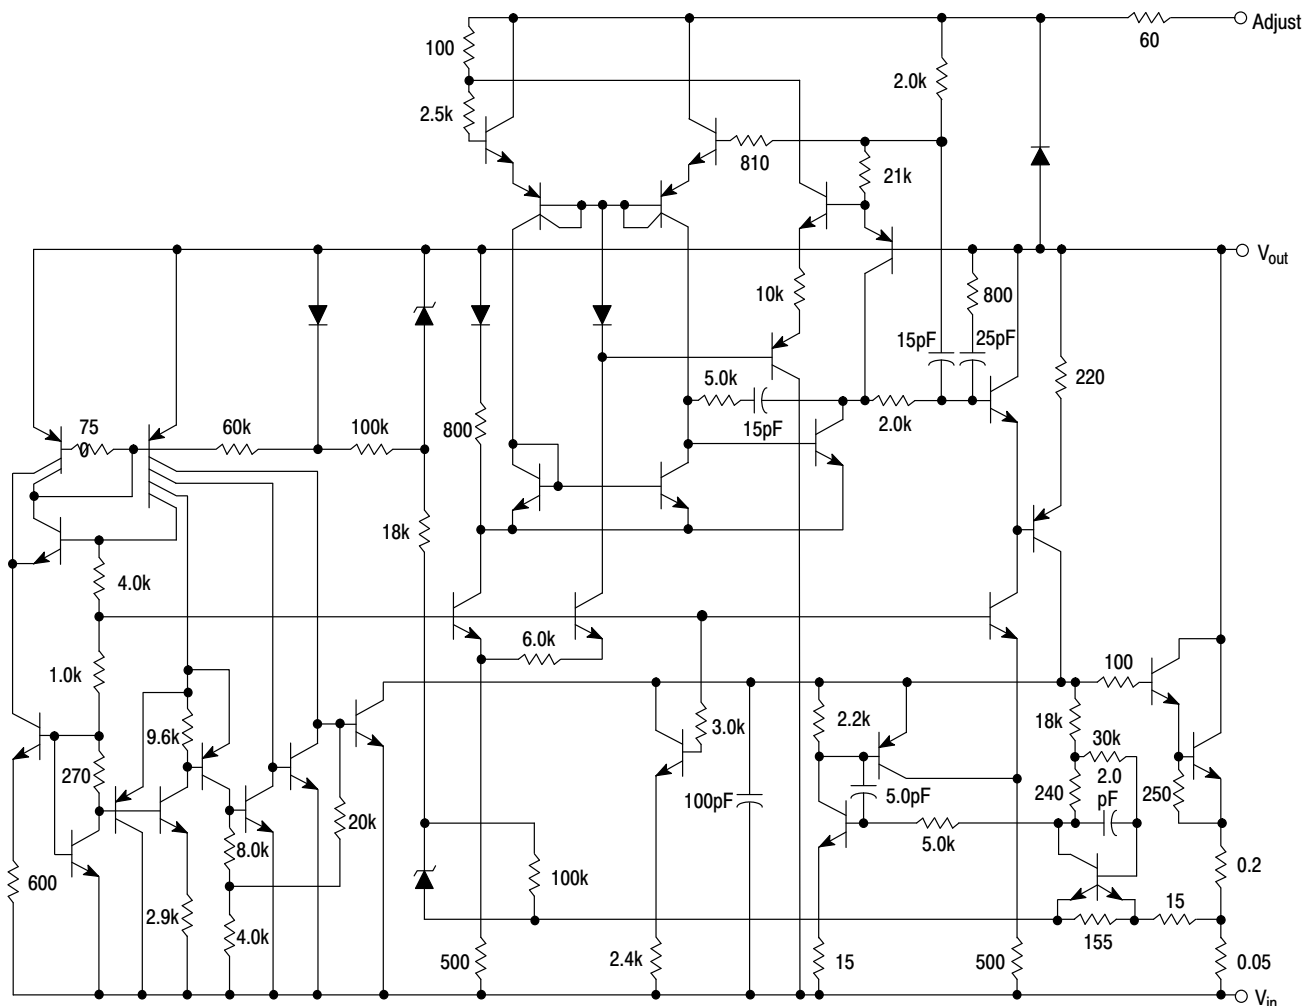 Adjust
60
100
2.0k
2.5k
810
21k
Vout
10k
800
15pF
25pF
220
5.0k
15pF
2.0k
75
0
60k
100k
800
18k
4.0k
6.0k
1.0k
100
9.6k
3.0k
2.2k
18k
30k
270
2.0
pF
240
250
100pF
5.0pF
20k
5.0k
8.0k
600
100k
0.2
2.9k
4.0k
15
155
500
2.4k
15
500
0.05
Vin